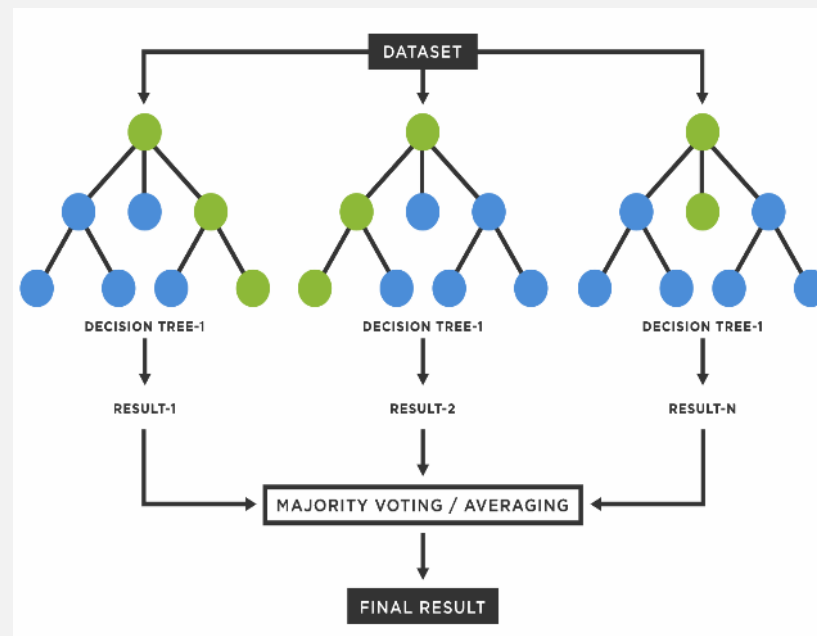 DATASET
DECISION TREE-1
DECISION TREE-1
DECISION TREE-1
RESULT-1
RESULT-2
RESULT-N
MAJORITY VOTING / AVERAGING
FINAL RESULT